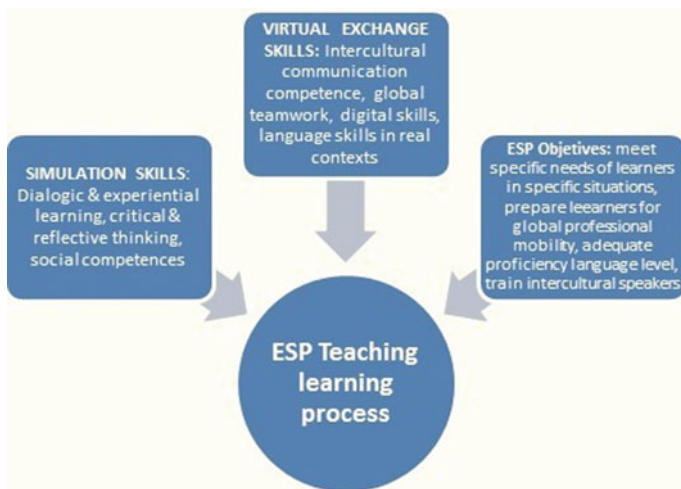 VIRTUAL EXCHANGE
SKILLS: Intercultural
communication
competence, global
teamwork, digital skills,
language skills in real
contexts
SIMULATION SKILLS:
Dialogic & experiential
learning, critical &
reflective thinking,
social competences
ESP Objectives: meet
specific needs of learners
in specific situations,
prepare leearners for
global professional
mobility, adequate
proficiency language level,
train intercultural speakers
ESP Teaching
learning
process